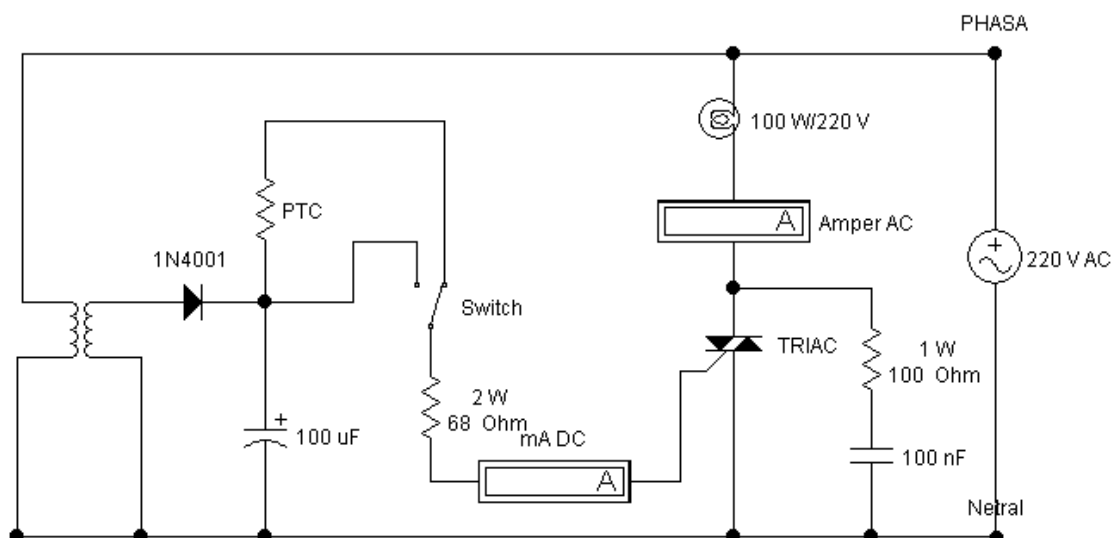 PHASA
100 W/220 V
PTC
A
Amper AC
1N4001
220 V AC
Switch
TRIAC
1 W
100 Ohm
2 W
68 Ohm
100 uF
mA DC
A
100 nF
Netral